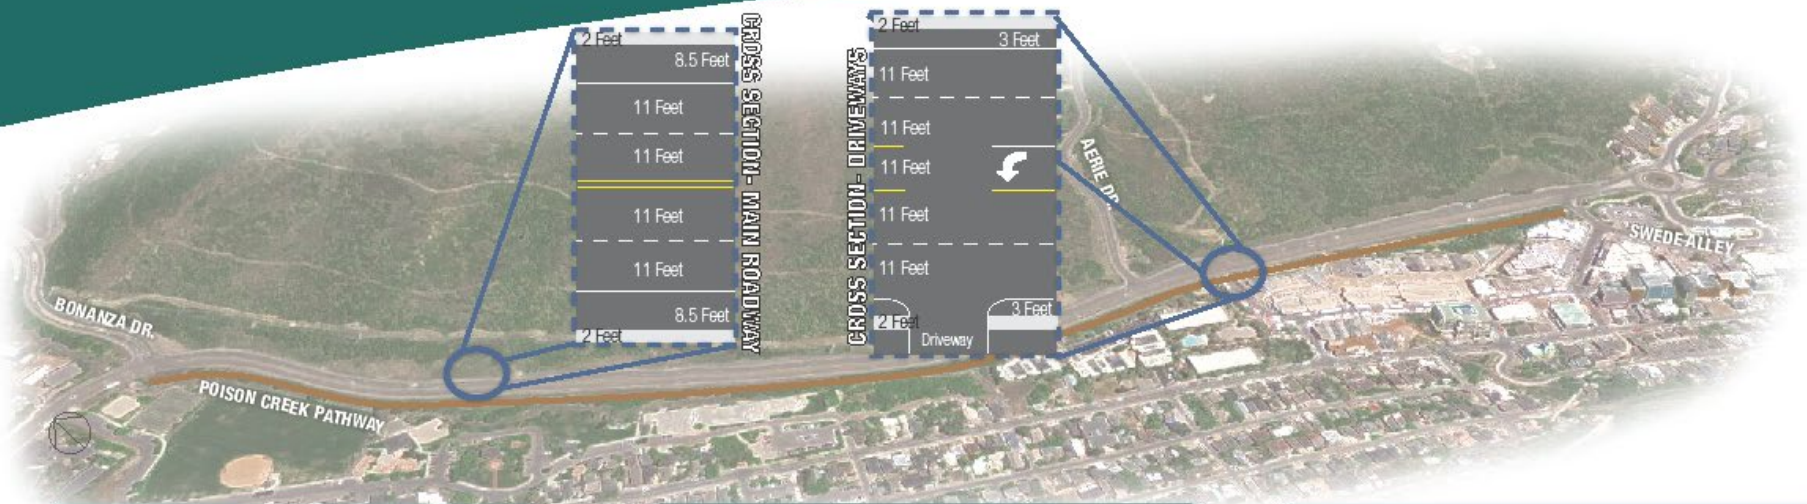 2 Feet
8.5 Feet
11 Feet
11 Feet
11 Feet
11 Feet
8.5 Feet
2 Feet
CROSS SECTION - MAIN ROADWAY
CROSS SECTION - DRIVEWAYS
2 Feet
3 Feet
11 Feet
11 Feet
11 Feet
11 Feet
11 Feet
3 Feet
2 Feet
Driveway
AERIE DR.
SWEDE ALLEY
BONANZA DR.
POISON CREEK PATHWAY